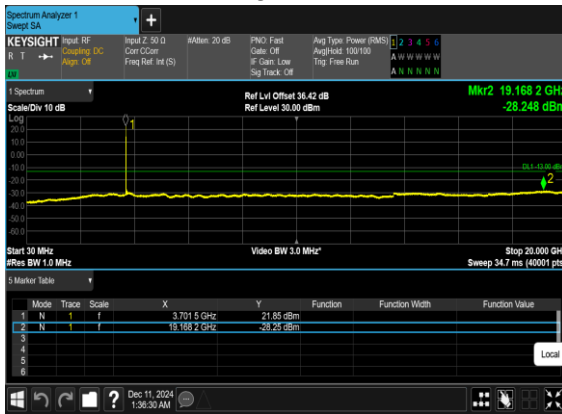 Spectrum Analyzer 1
Swept SA
KEYSIGHT Input: RF Input Z: 50 Ω #Atten: 20 dB PNO: Fast Avg Type: Power (RMS) 1 2 3 4 5 6
R T Coupling: DC Corr CCorr Gate: Off Avg|Hold: 100/100 A W W W W W
Align: Off Freq Ref: Int (S) IF Gain: Low Trig: Free Run
Sig Track: Off A N N N N N
1 Spectrum Ref Lvl Offset 36.42 dB Mkr2 19.168 2 GHz
Scale/Div 10 dB Ref Level 30.00 dBm -28.248 dBm
Log
20.0
10.0
0.00
-10.0
-20.0
-30.0
-40.0
-50.0
-60.0
1
DL1 -13.00 dB
2
Start 30 MHz Video BW 3.0 MHz* Stop 20.000 GH
#Res BW 1.0 MHz Sweep 34.7 ms (40001 pts
5 Marker Table
Mode Trace Scale X Y Function Function Width Function Value
1 N 1 f 3.701 5 GHz 21.85 dBm
2 N 1 f 19.168 2 GHz -28.25 dBm
3
4
5
6
Local
? Dec 11, 2024
1:36:30 AM